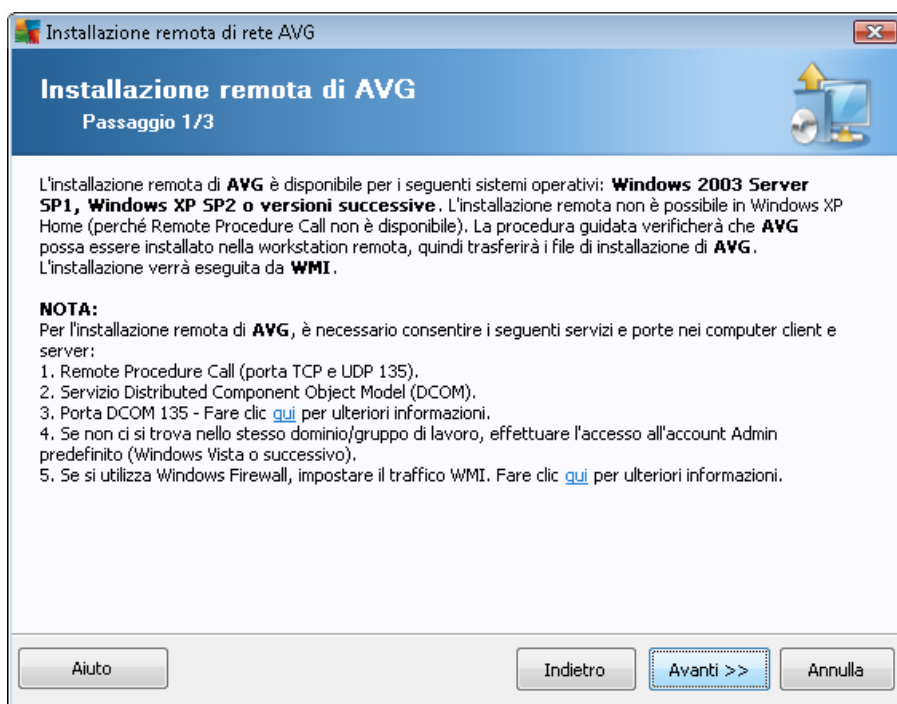 Installazione remota di rete AVG
Installazione remota di AVG
Passaggio 1/3
L'installazione remota di AVG è disponibile per i seguenti sistemi operativi: Windows 2003 Server
SP1, Windows XP SP2 o versioni successive. L'installazione remota non è possibile in Windows XP
Home (perché Remote Procedure Call non è disponibile). La procedura guidata verificherà che AVG
possa essere installato nella workstation remota, quindi trasferirà i file di installazione di AVG.
L'installazione verrà eseguita da WMI.
NOTA:
Per l'installazione remota di AVG, è necessario consentire i seguenti servizi e porte nei computer client e
server:
1. Remote Procedure Call (porta TCP e UDP 135).
2. Servizio Distributed Component Object Model (DCOM).
3. Porta DCOM 135 - Fare clic qui per ulteriori informazioni.
4. Se non ci si trova nello stesso dominio/gruppo di lavoro, effettuare l'accesso all'account Admin
predefinito (Windows Vista o successivo).
5. Se si utilizza Windows Firewall, impostare il traffico WMI. Fare clic qui per ulteriori informazioni.
Aiuto
Indietro
Avanti >>
Annulla